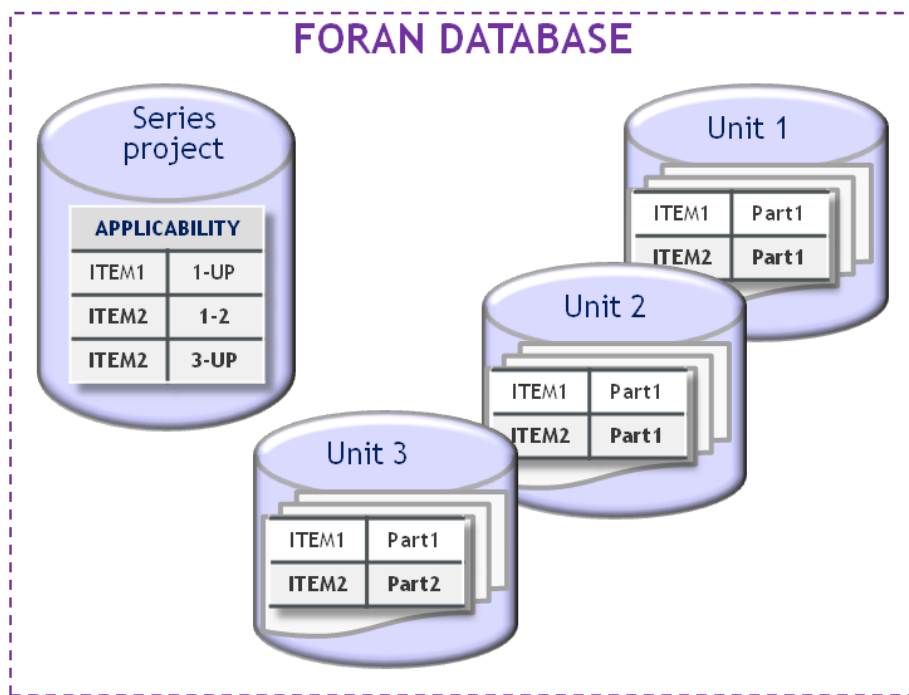 FORAN DATABASE
Series
project
APPLICABILITY
ITEM1 1-UP
ITEM2 1-2
ITEM2 3-UP
Unit 1
ITEM1 Part1
ITEM2 Part1
Unit 2
ITEM1 Part1
ITEM2 Part1
Unit 3
ITEM1 Part1
ITEM2 Part2